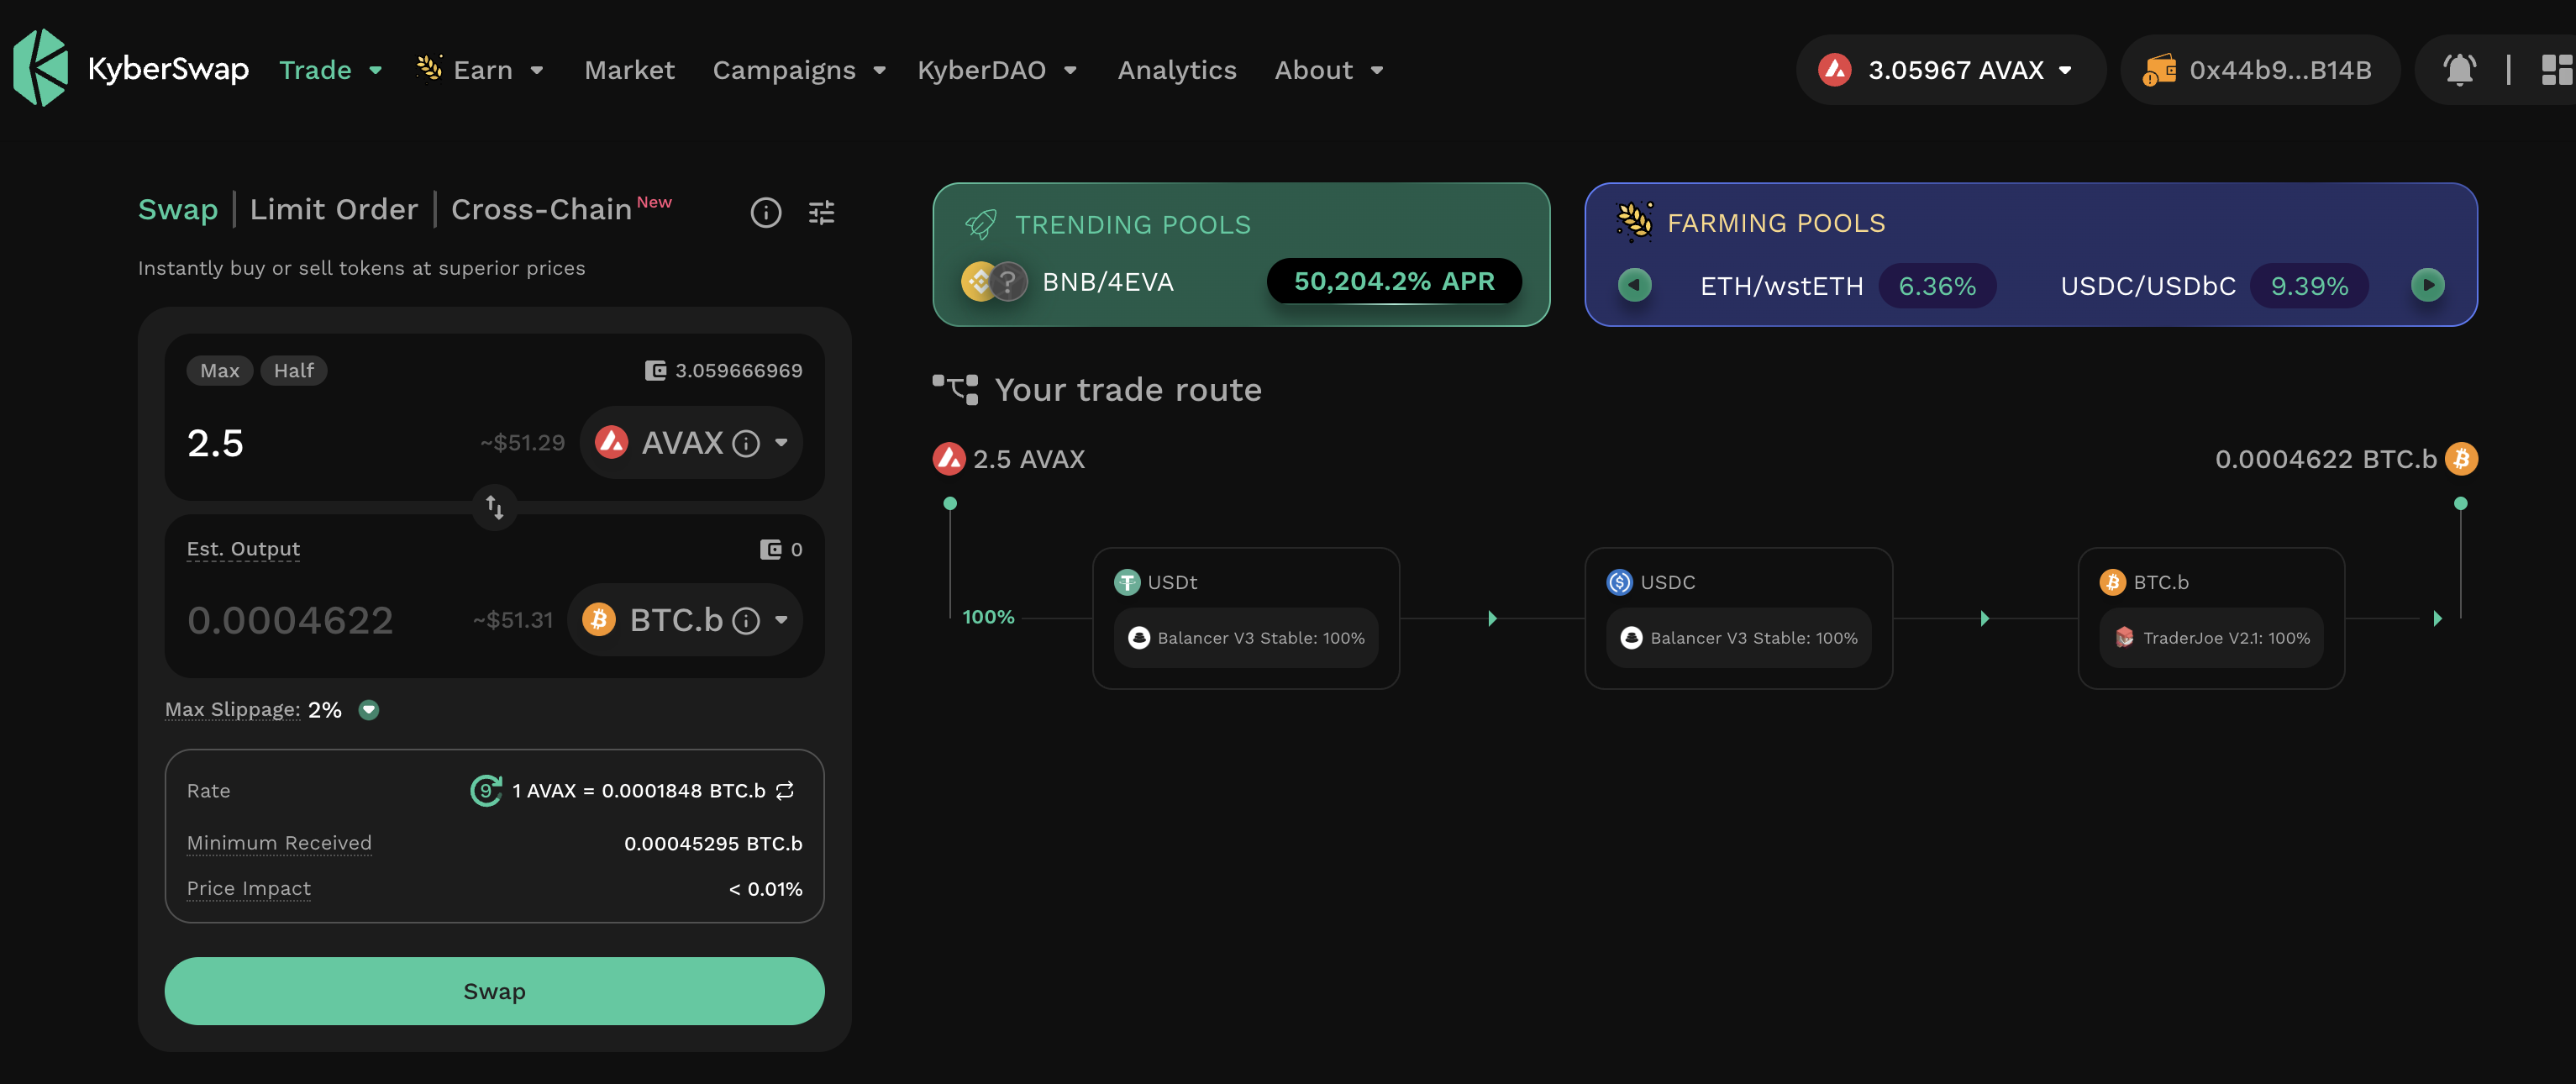 KyberSwap Trade Earn Market Campaigns KyberDAO Analytics About 3.05967 AVAX 0x44b9...B14B
Swap | Limit Order | Cross-Chain New
Instantly buy or sell tokens at superior prices
Max Half 3.059666969
2.5 ~$51.29 AVAX
Est. Output 0
0.0004622 ~$51.31 BTC.b
Max Slippage: 2%
Rate 9 1 AVAX = 0.0001848 BTC.b
Minimum Received 0.00045295 BTC.b
Price Impact < 0.01%
Swap
TRENDING POOLS
BNB/4EVA 50,204.2% APR
FARMING POOLS
ETH/wstETH 6.36% USDC/USDbC 9.39%
Your trade route
2.5 AVAX 0.0004622 BTC.b
100%
USDt
Balancer V3 Stable: 100%
USDC
Balancer V3 Stable: 100%
BTC.b
TraderJoe V2.1: 100%